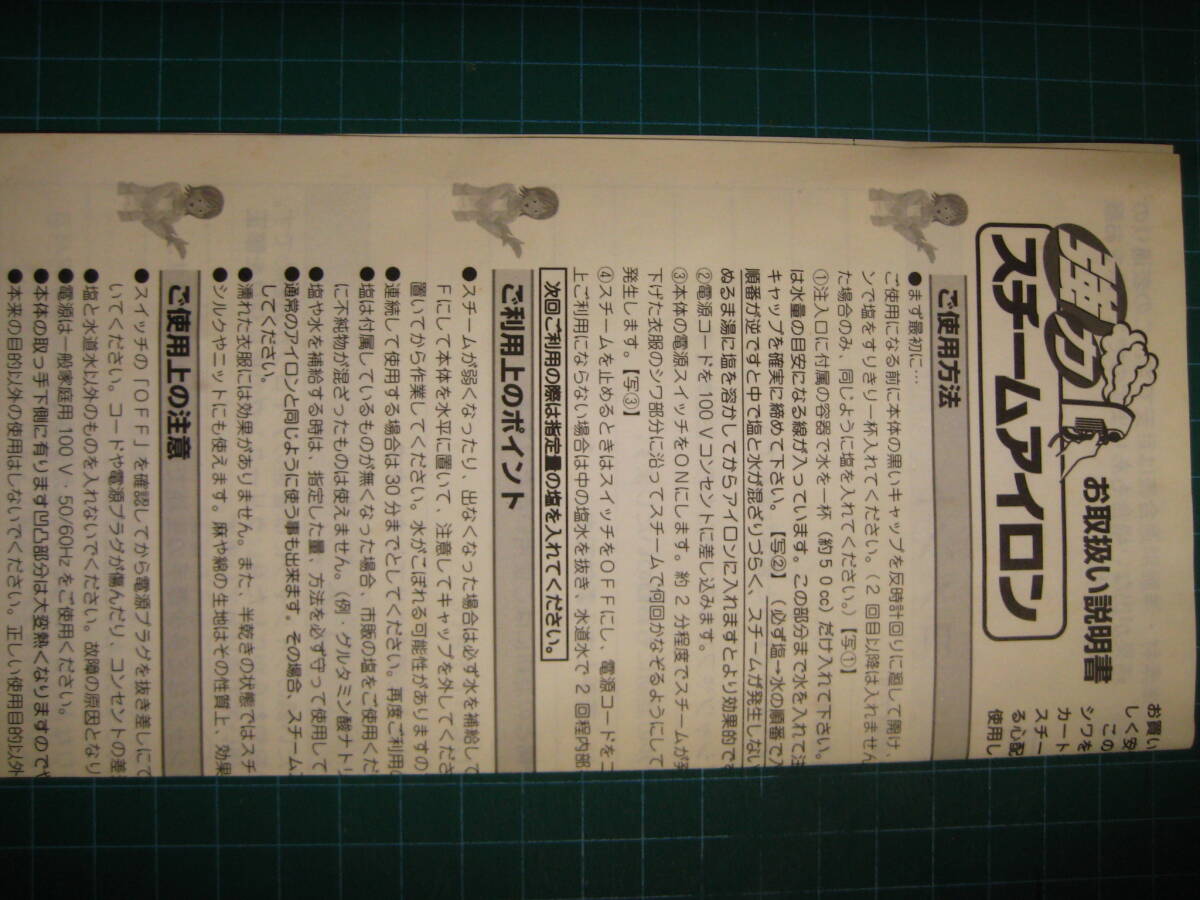 お取扱い説明書
強力
スチームアイロン
お買い
しく安
この
シワを
カート
スチー
る心配
使用し
ご使用方法
●まず最初に…
ご使用になる前に本体の黒いキャップを反時計回りに廻して開け、
ンで塩をすりきり一杯入れてください。(２回目以降は入れません
た場合のみ、同じように塩を入れてください。)【写①】
①注入口に付属の容器で水を一杯（約５０cc）だけ入れて下さい。
は水量の目安になる線が入っています。この部分まで水を入れて注
キャップを確実に締めて下さい。【写②】（必ず塩→水の順番で入
順番が逆ですと中で塩と水が混ざりづらく、スチームが発生しない
ぬるま湯に塩を溶かしてからアイロンに入れますとより効果的です
②電源コードを100Vコンセントに差し込みます。
③本体の電源スイッチをONにします。約２分程度でスチームが発
下げた衣服のシワ部分に沿ってスチームで何回かなぞるようにして
発生します。【写③】
④スチームを止めるときはスイッチをOFFにし、電源コードをコ
上ご利用にならない場合は中の塩水を抜き、水道水で２回程内部
次回ご利用の際は指定量の塩を入れてください。
ご利用上のポイント
●スチームが弱くなったり、出なくなった場合は必ず水を補給して
Fにして本体を水平に置いて、注意してキャップを外してくださ
置いてから作業してください。水がこぼれる可能性がありますの
●連続して使用する場合は30分までとしてください。再度ご利用
●塩は付属しているものが無くなった場合、市販の塩をご使用くだ
に不純物が混ざったものは使えません。(例・グルタミン酸ナトリ
●塩や水を補給する時は、指定した量、方法を必ず守って使用して
●通常のアイロンと同じように使う事も出来ます。その場合、スチーム
してください。
●濡れた衣服には効果がありません。また、半乾きの状態ではスチ
●シルクやニットにも使えます。麻や綿の生地はその性質上、効果
ご使用上の注意
●スイッチの「OFF」を確認してから電源プラグを抜き差しにて
いてください。コードや電源プラグが傷んだり、コンセントの差
●塩と水道水以外のものを入れないでください。故障の原因となり
●電源は一般家庭用100V・50/60Hzをご使用ください。
●本体の取っ手下側に有ります凹凸部分は大変熱くなりますのでや
●本来の目的以外の使用はしないでください。正しい使用目的以外